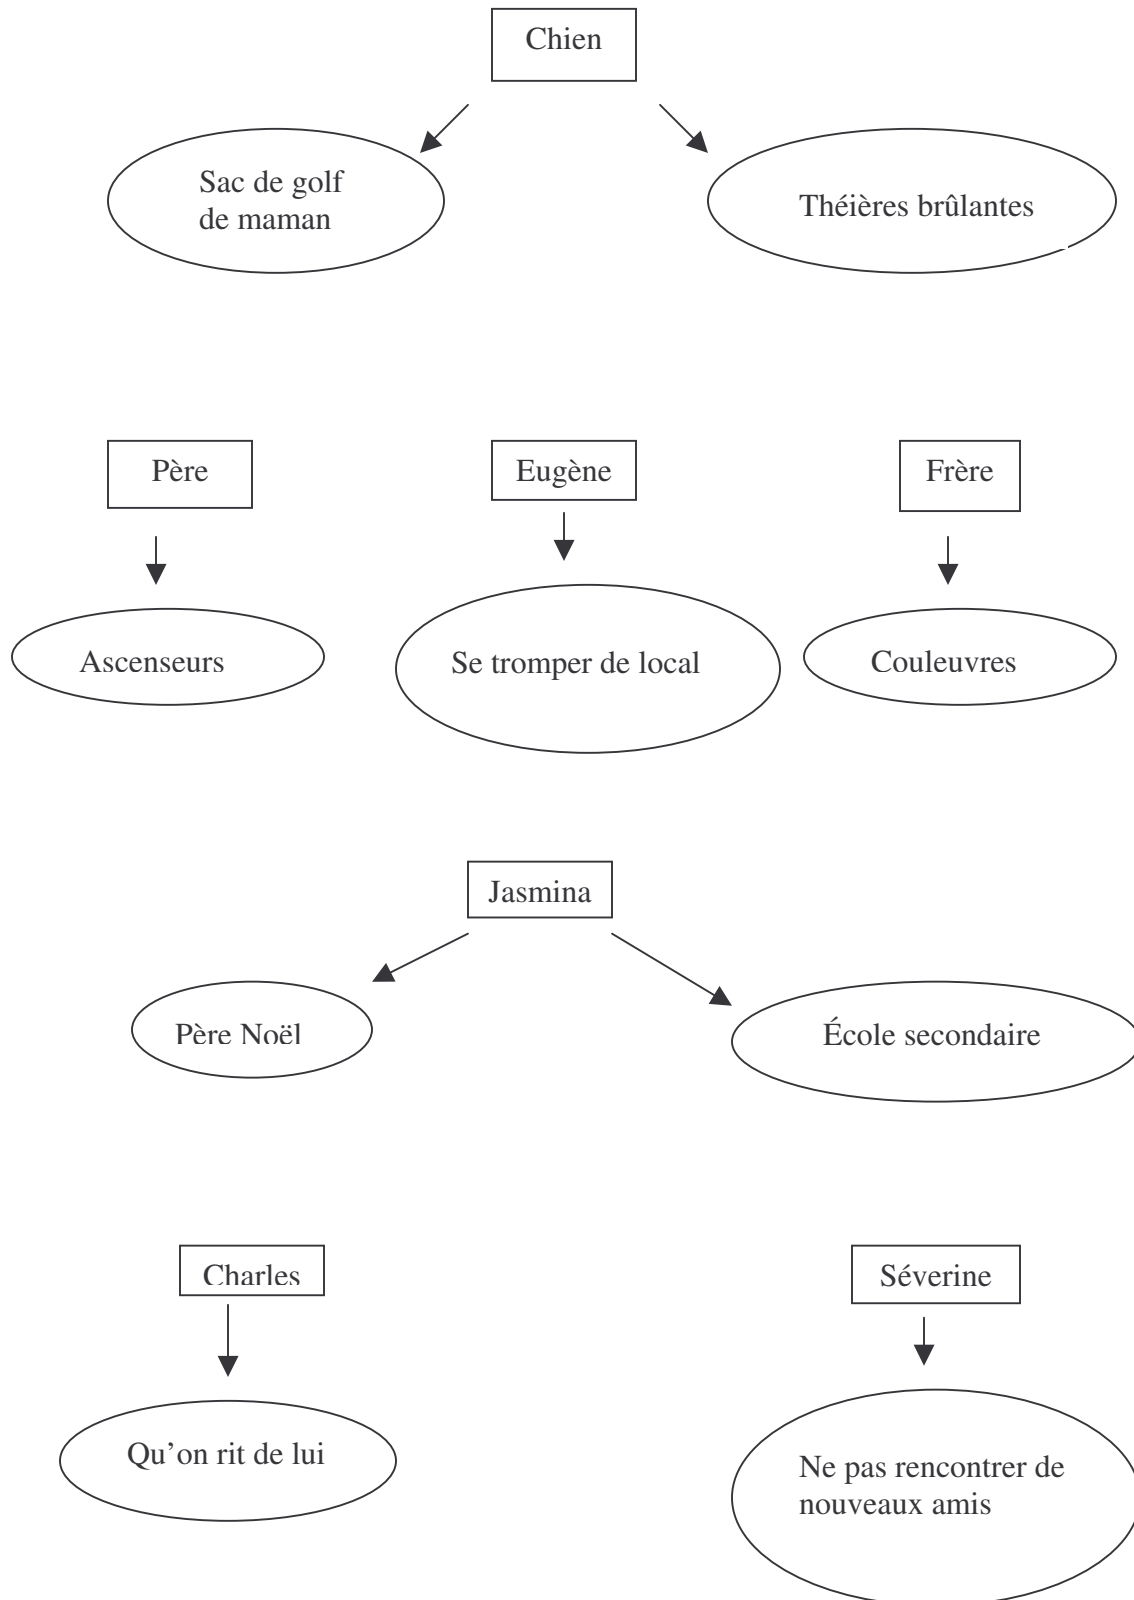 Chien
Sac de golf
de maman
Théières brûlantes
Père
Eugène
Frère
Ascenseurs
Se tromper de local
Couleuvres
Jasmina
Père Noël
École secondaire
Charles
Séverine
Qu’on rit de lui
Ne pas rencontrer de
nouveaux amis